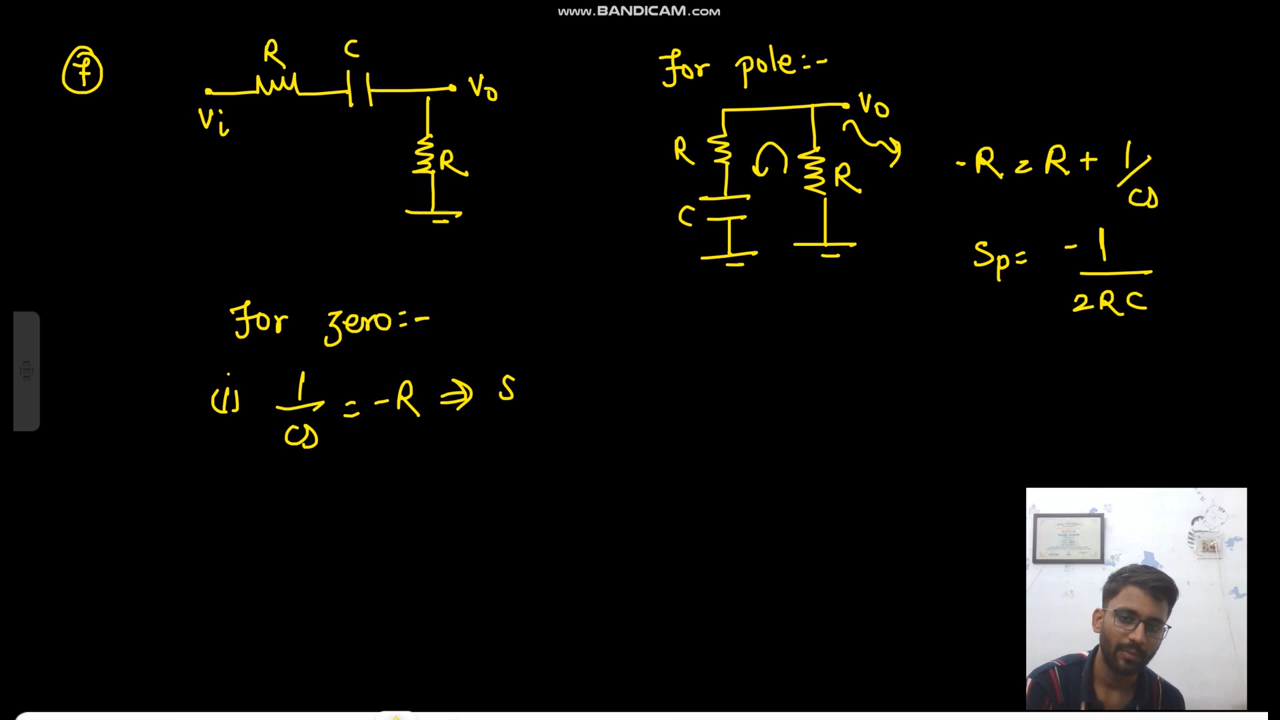 www.BANDICAM.com
7
R
C
Vi
Vo
R
For pole:-
Vo
R
R
C
-R = R + 1/cs
Sp = -1/2RC
For zero:-
(i) 1/cs = -R ⇒ S